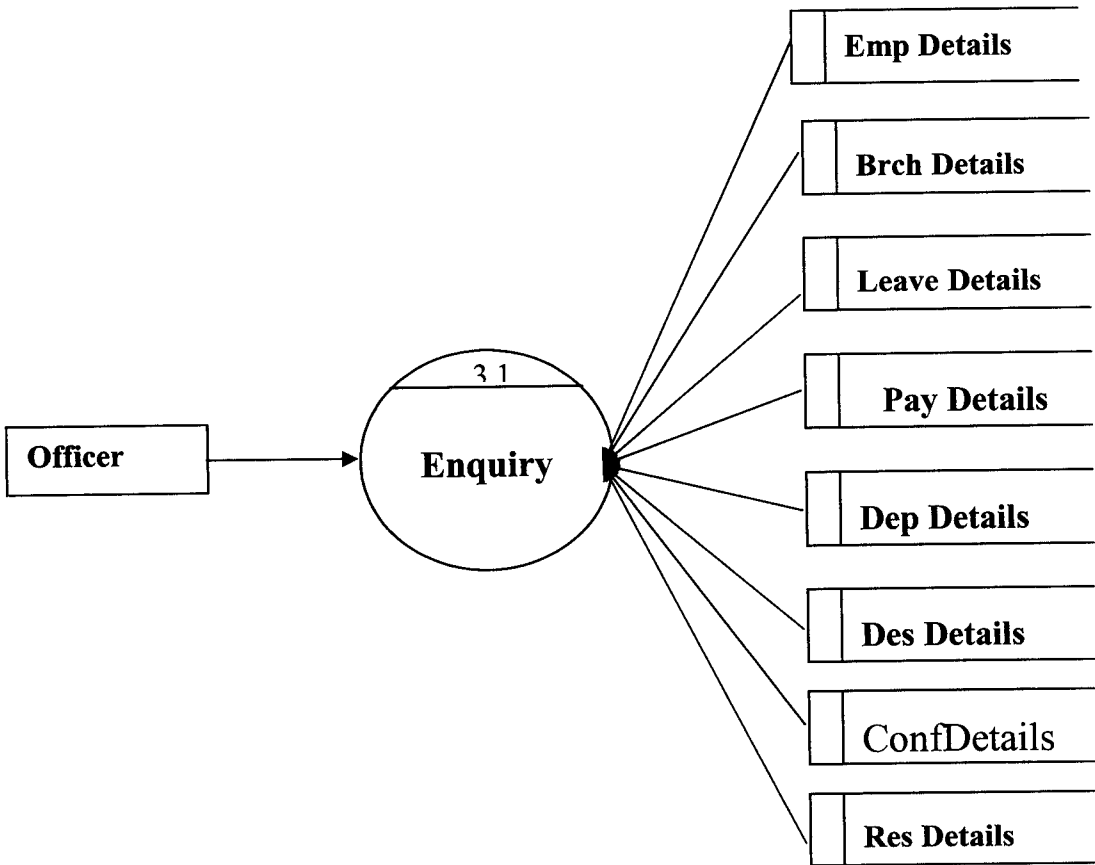 Emp Details
Brch Details
Leave Details
Pay Details
Dep Details
Des Details
ConfDetails
Res Details
3.1
Enquiry
Officer